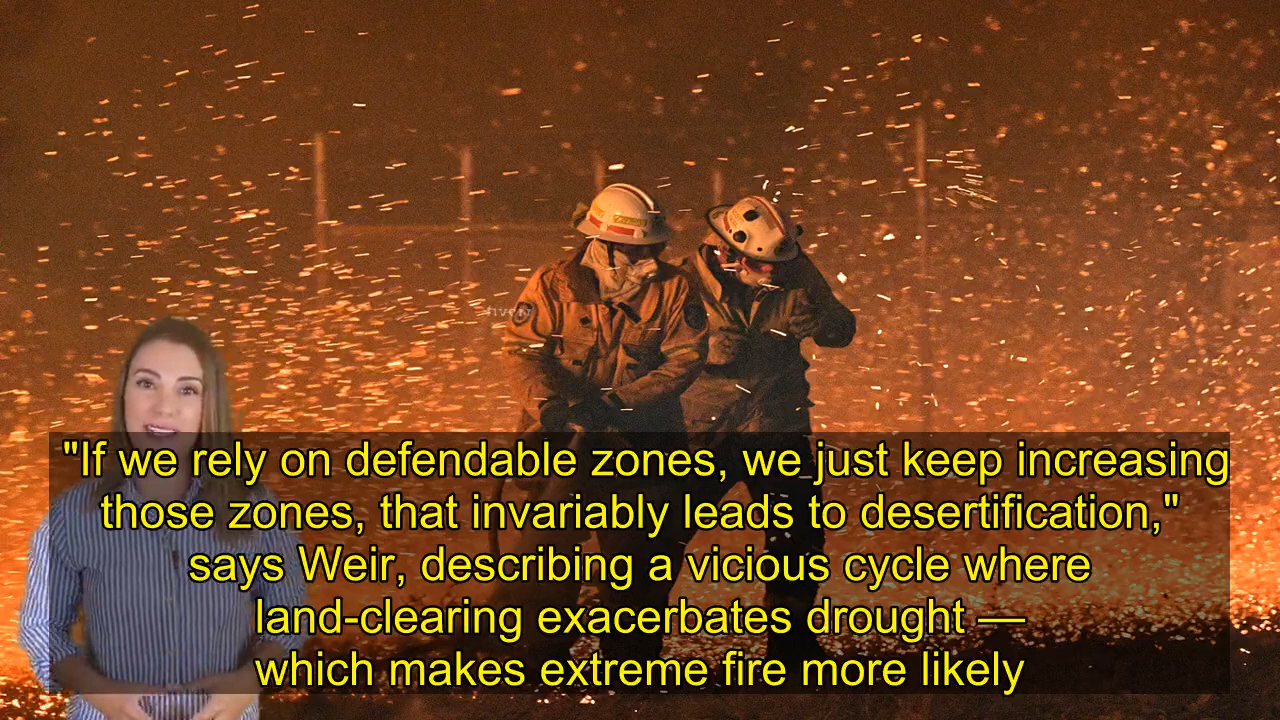 fiverr
"If we rely on defendable zones, we just keep increasing
those zones, that invariably leads to desertification,"
says Weir, describing a vicious cycle where
land-clearing exacerbates drought —
which makes extreme fire more likely